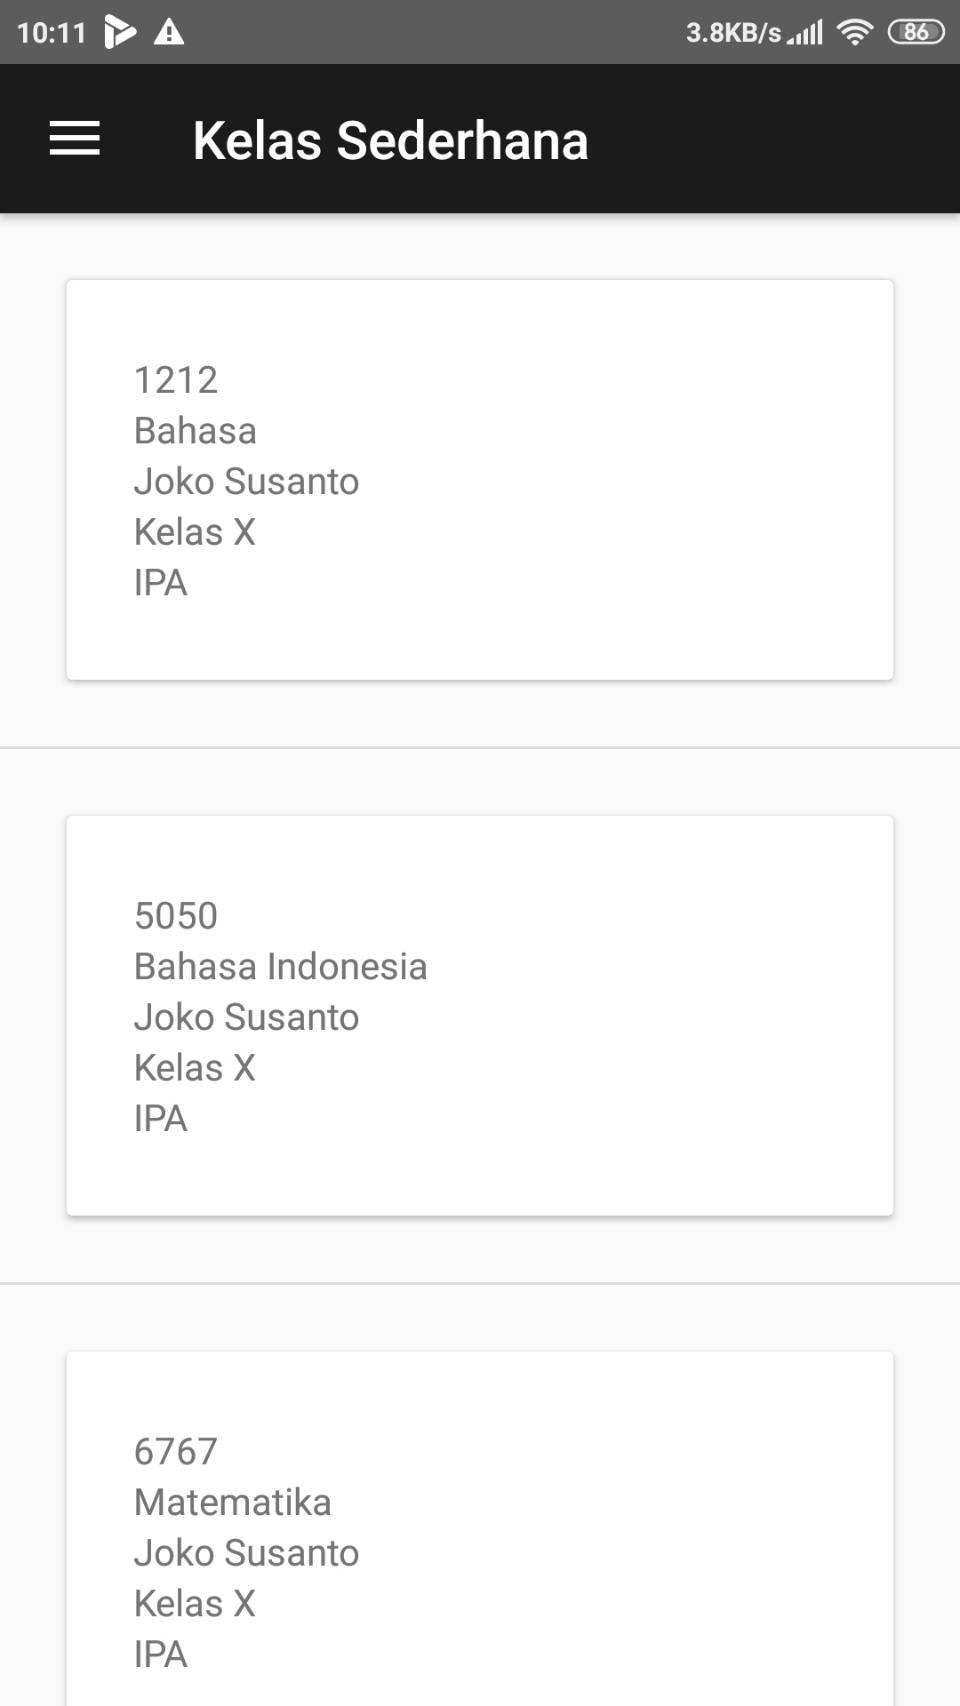 10:11 3.8KB/s 86
Kelas Sederhana
1212
Bahasa
Joko Susanto
Kelas X
IPA
5050
Bahasa Indonesia
Joko Susanto
Kelas X
IPA
6767
Matematika
Joko Susanto
Kelas X
IPA